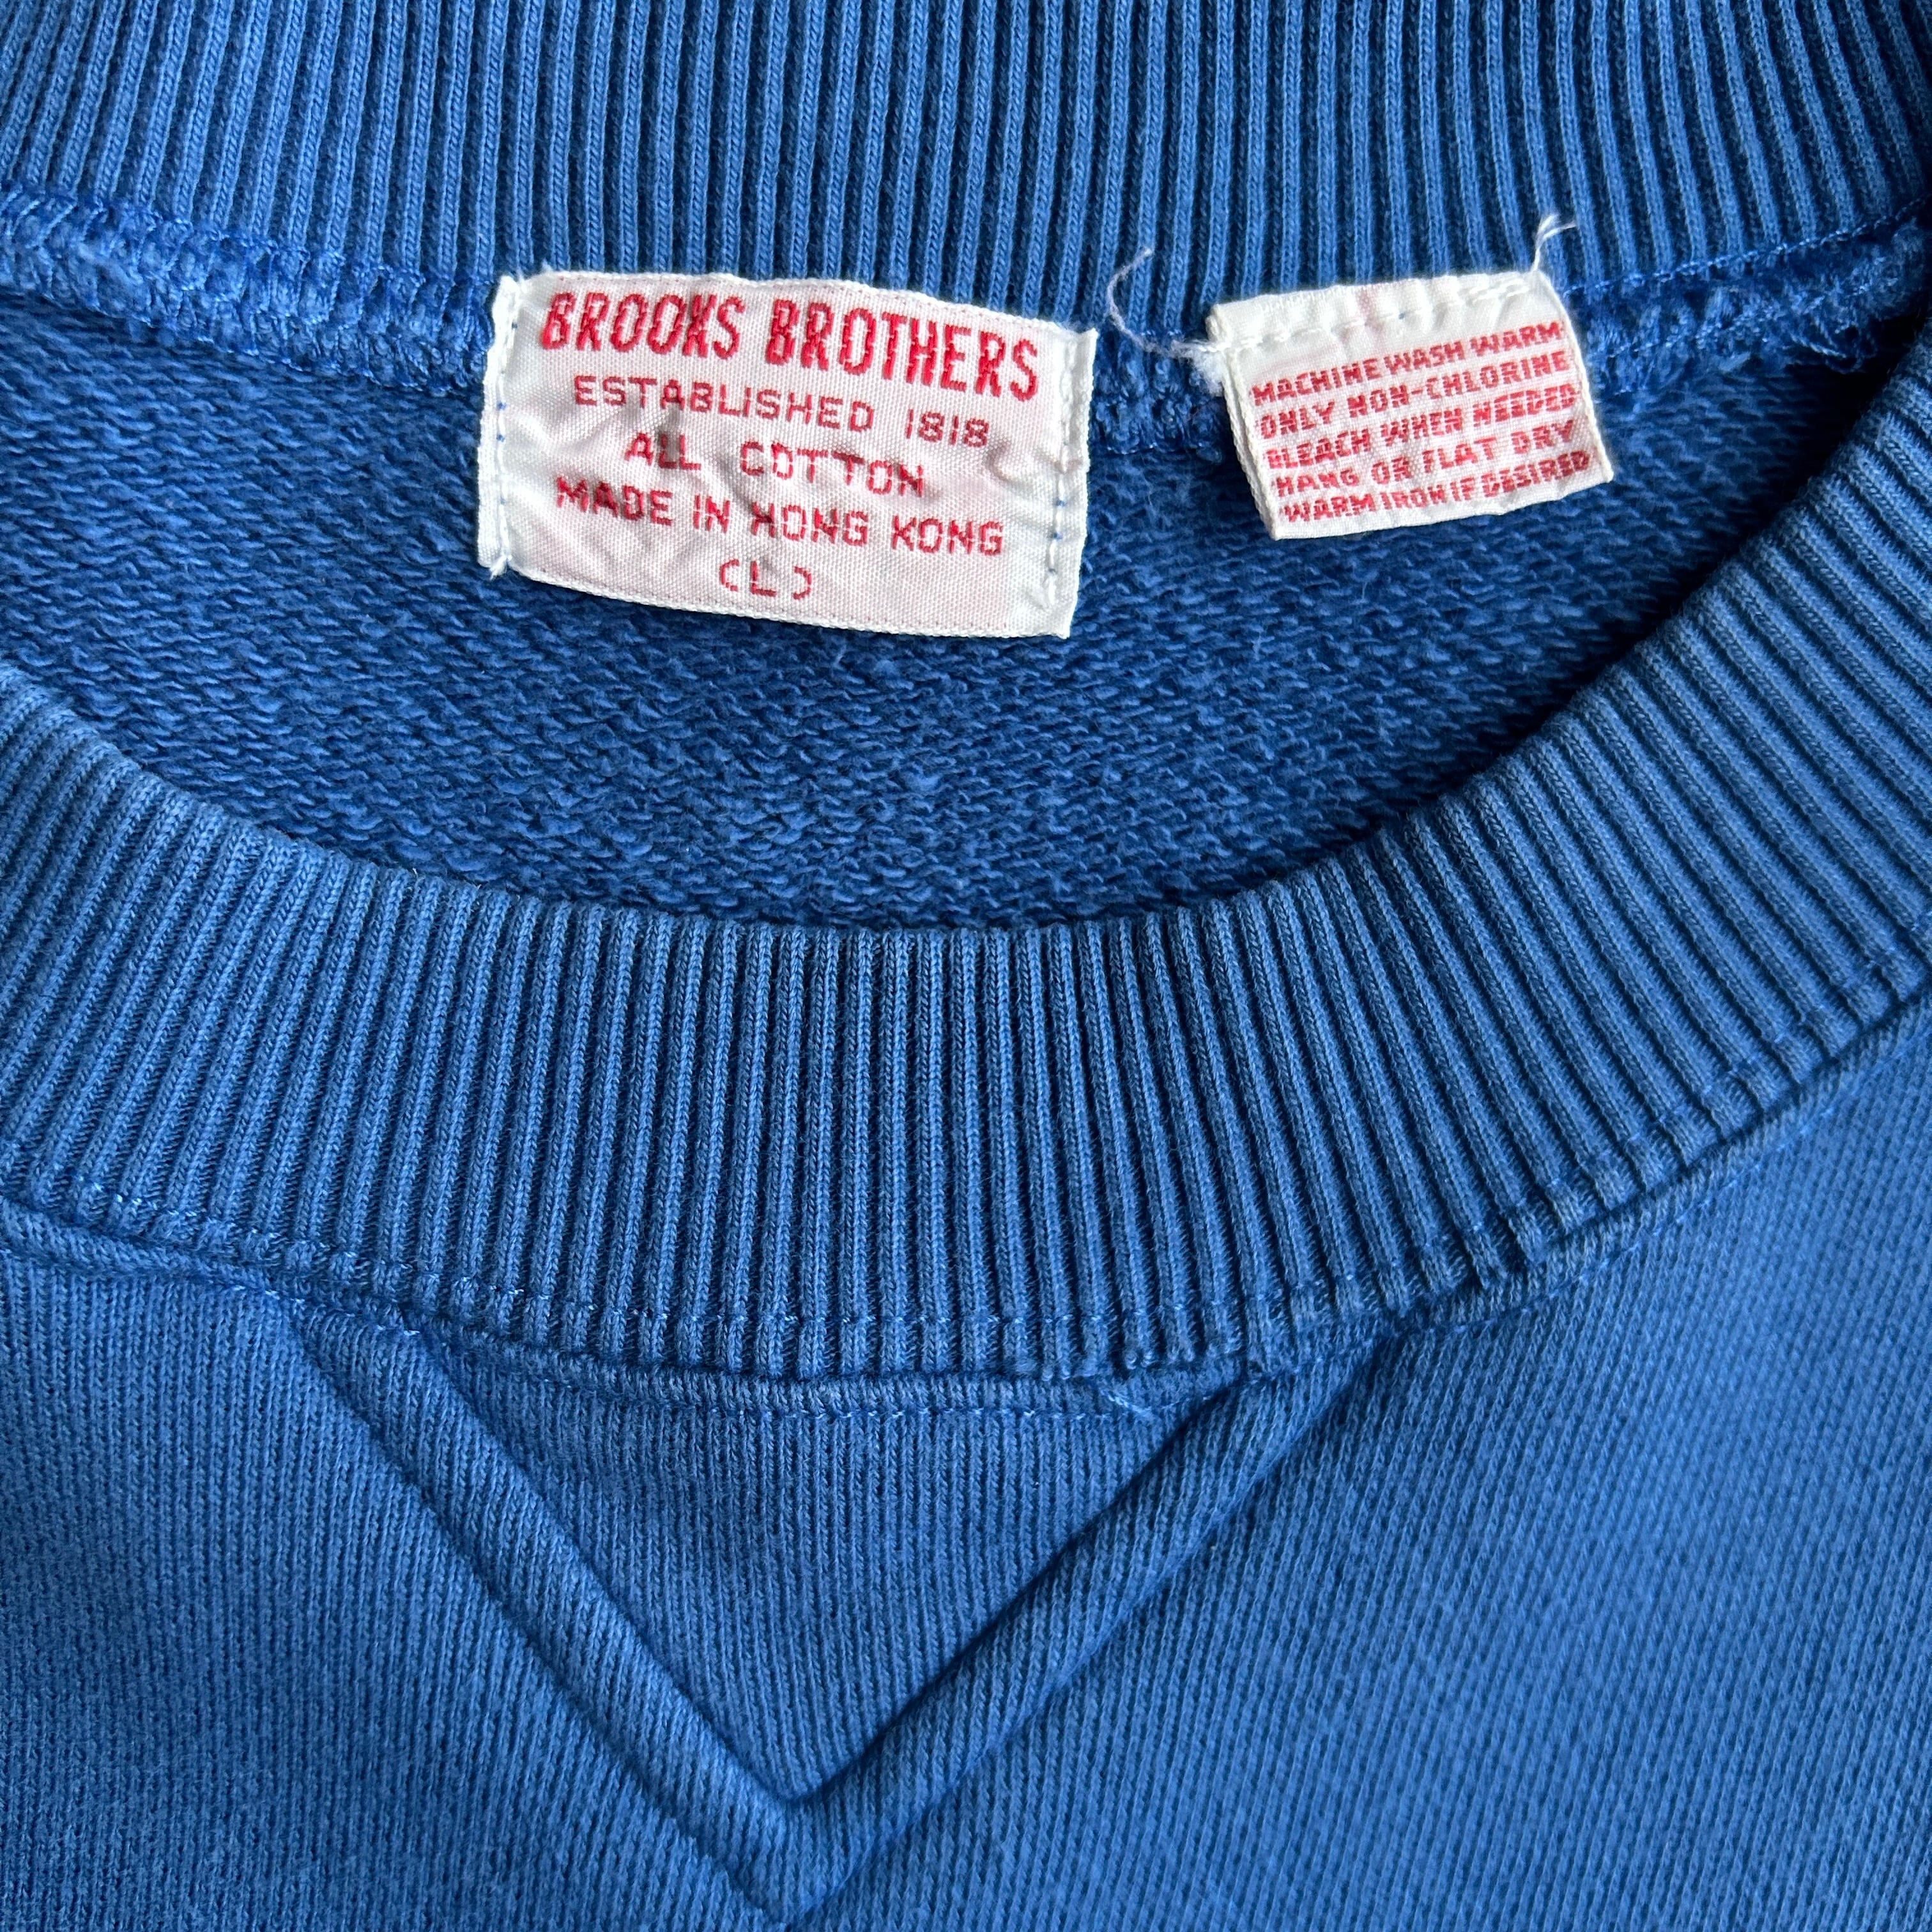 BROOKS BROTHERS
ESTABLISHED 1818
ALL COTTON
MADE IN HONG KONG
(L)
MACHINE WASH WARM-
ONLY NON-CHLORINE
BLEACH WHEN NEEDED
HANG OR FLAT DRY
WARM IRON IF DESIRED